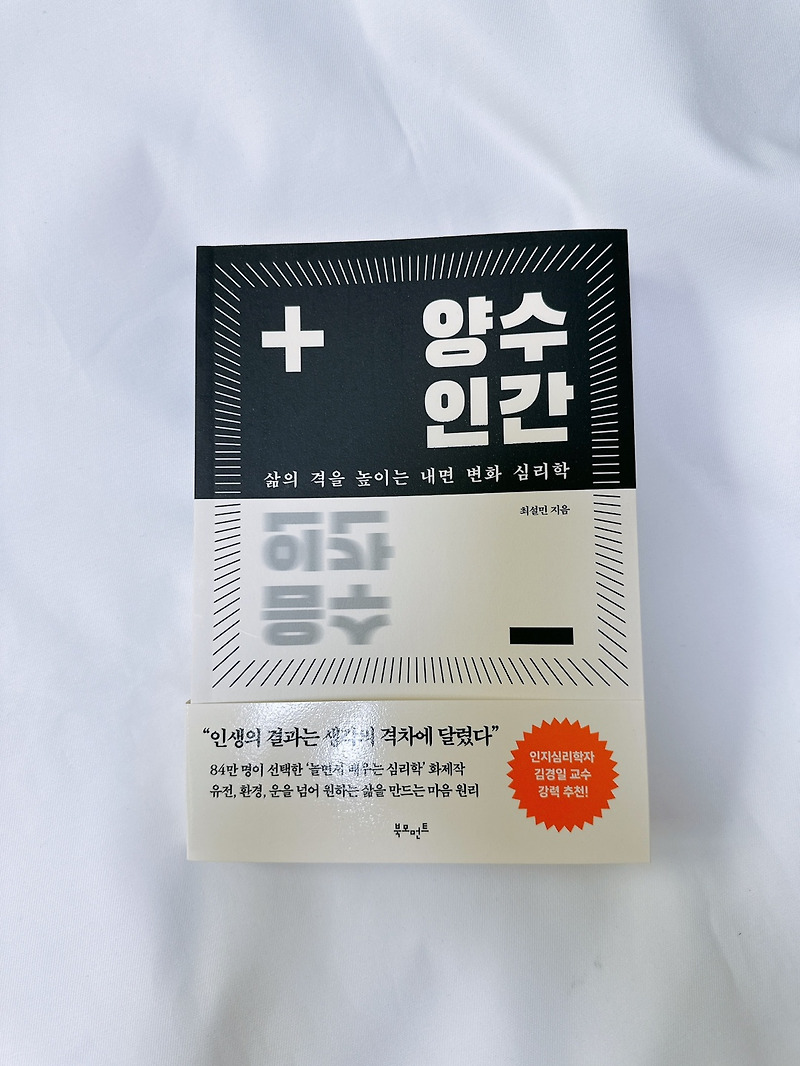 +
양수
인간
삶의 격을 높이는 내면 변화 심리학
최설민 지음
인간
음수
“인생의 결과는 생각의 격차에 달렸다”
84만 명이 선택한 ‘놀면서 배우는 심리학’ 화제작
유전, 환경, 운을 넘어 원하는 삶을 만드는 마음 원리
인지심리학자
김경일 교수
강력 추천!
북모먼트